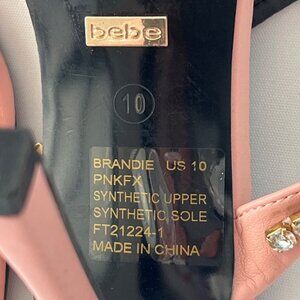 bebe
10
BRANDIE US 10
PNKFX
SYNTHETIC UPPER
SYNTHETIC SOLE
FT21224-1
MADE IN CHINA